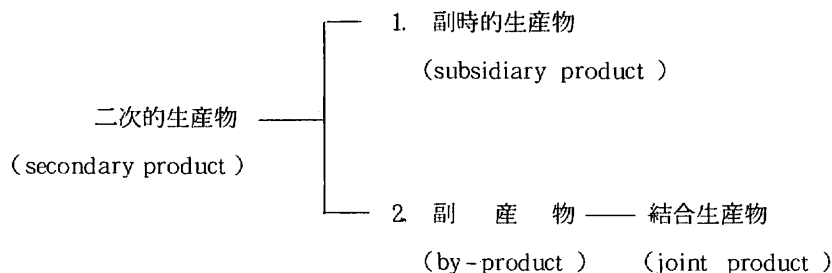 1. 副時的生産物
(subsidiary product)
二次的生産物
(secondary product)
2. 副産物 —— 結合生産物
(by-product) (joint product)